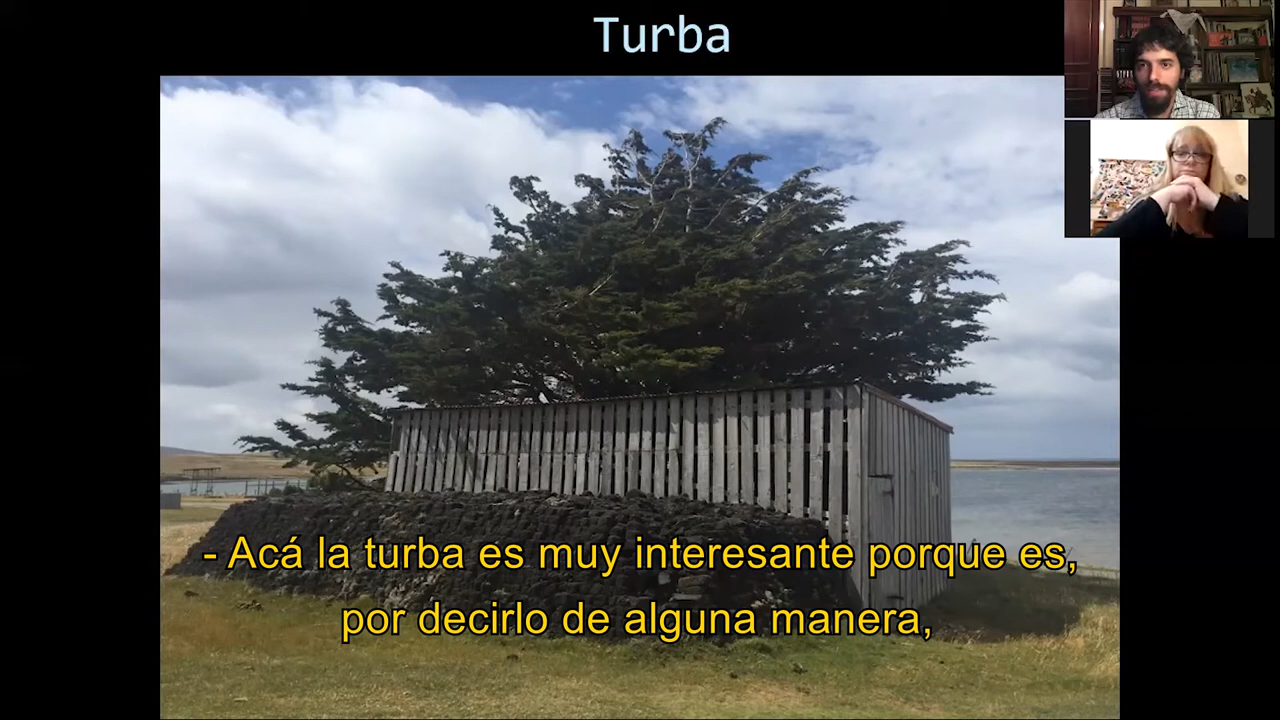 Turba
- Acá la turba es muy interesante porque es,
por decirlo de alguna manera,